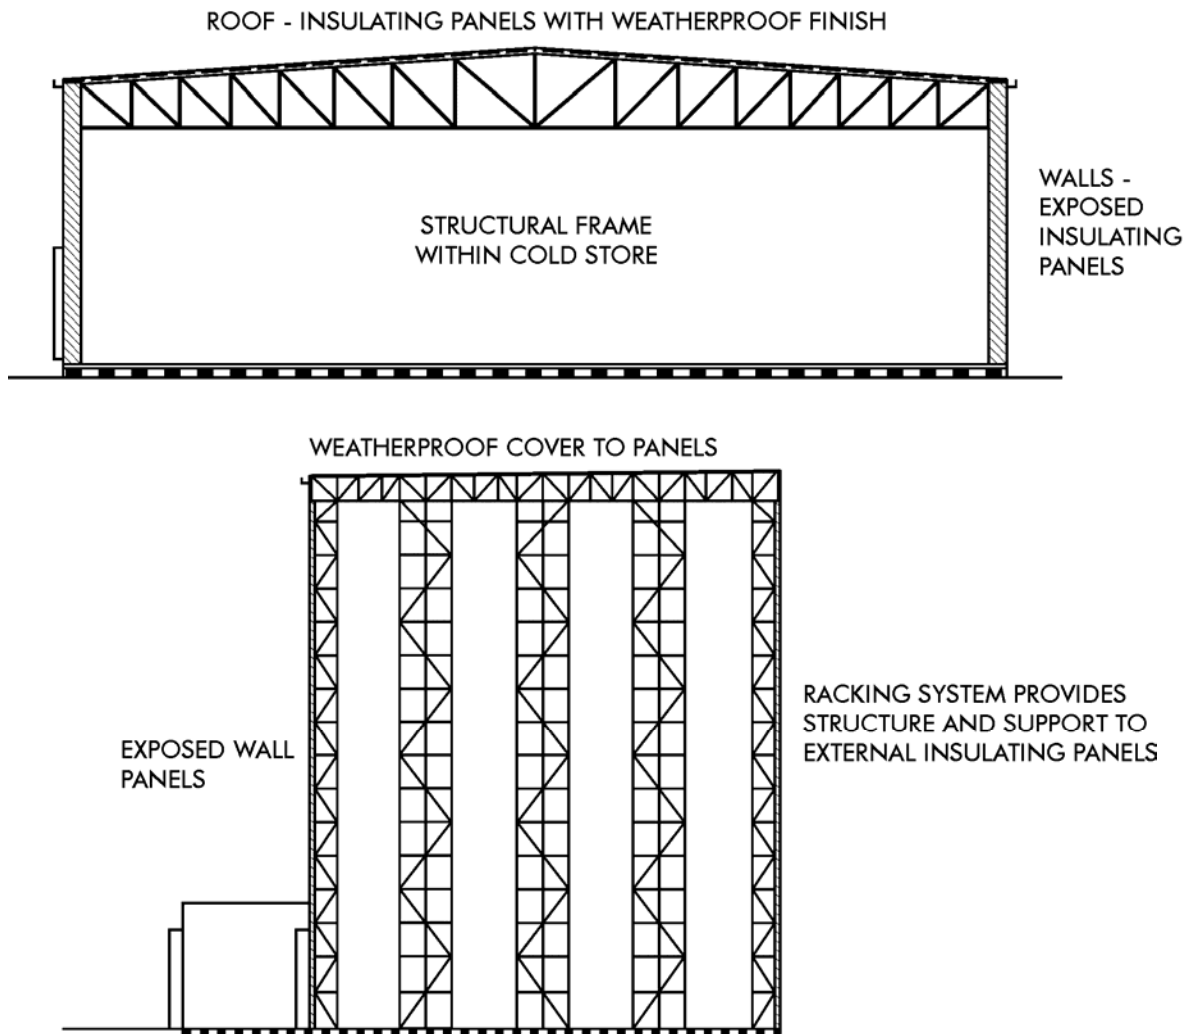 ROOF - INSULATING PANELS WITH WEATHERPROOF FINISH
STRUCTURAL FRAME
WITHIN COLD STORE
WALLS -
EXPOSED
INSULATING
PANELS
WEATHERPROOF COVER TO PANELS
EXPOSED WALL
PANELS
RACKING SYSTEM PROVIDES
STRUCTURE AND SUPPORT TO
EXTERNAL INSULATING PANELS